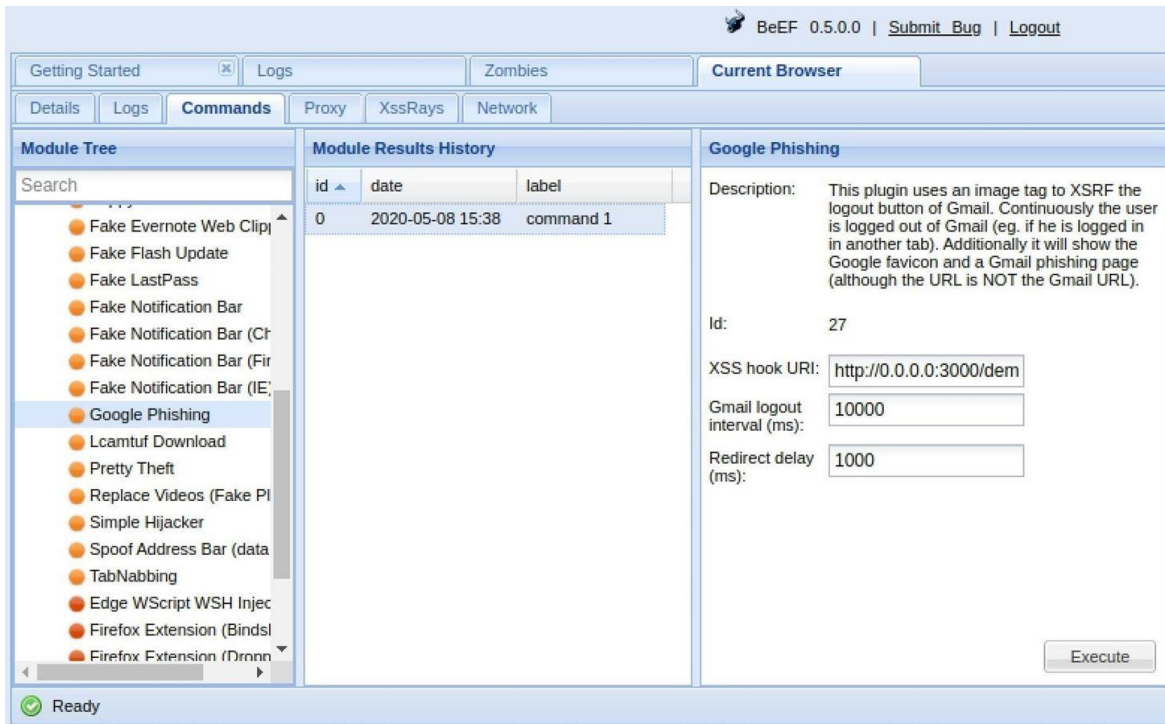 BeEF 0.5.0.0 | Submit Bug | Logout
Getting Started
Logs
Zombies
Current Browser
Details
Logs
Commands
Proxy
XssRays
Network
Module Tree
Search
Fake Evernote Web Clipp
Fake Flash Update
Fake LastPass
Fake Notification Bar
Fake Notification Bar (Ch
Fake Notification Bar (Fir
Fake Notification Bar (IE)
Google Phishing
Lcamtuf Download
Pretty Theft
Replace Videos (Fake Pl
Simple Hijacker
Spoof Address Bar (data
TabNabbing
Edge WScript WSH Injec
Firefox Extension (Bindsl
Firefox Extension (Dropp
Module Results History
id date label
0 2020-05-08 15:38 command 1
Google Phishing
Description: This plugin uses an image tag to XSRF the
logout button of Gmail. Continuously the user
is logged out of Gmail (eg. if he is logged in
in another tab). Additionally it will show the
Google favicon and a Gmail phishing page
(although the URL is NOT the Gmail URL).
Id: 27
XSS hook URI: http://0.0.0.0:3000/dem
Gmail logout
interval (ms): 10000
Redirect delay
(ms): 1000
Execute
Ready